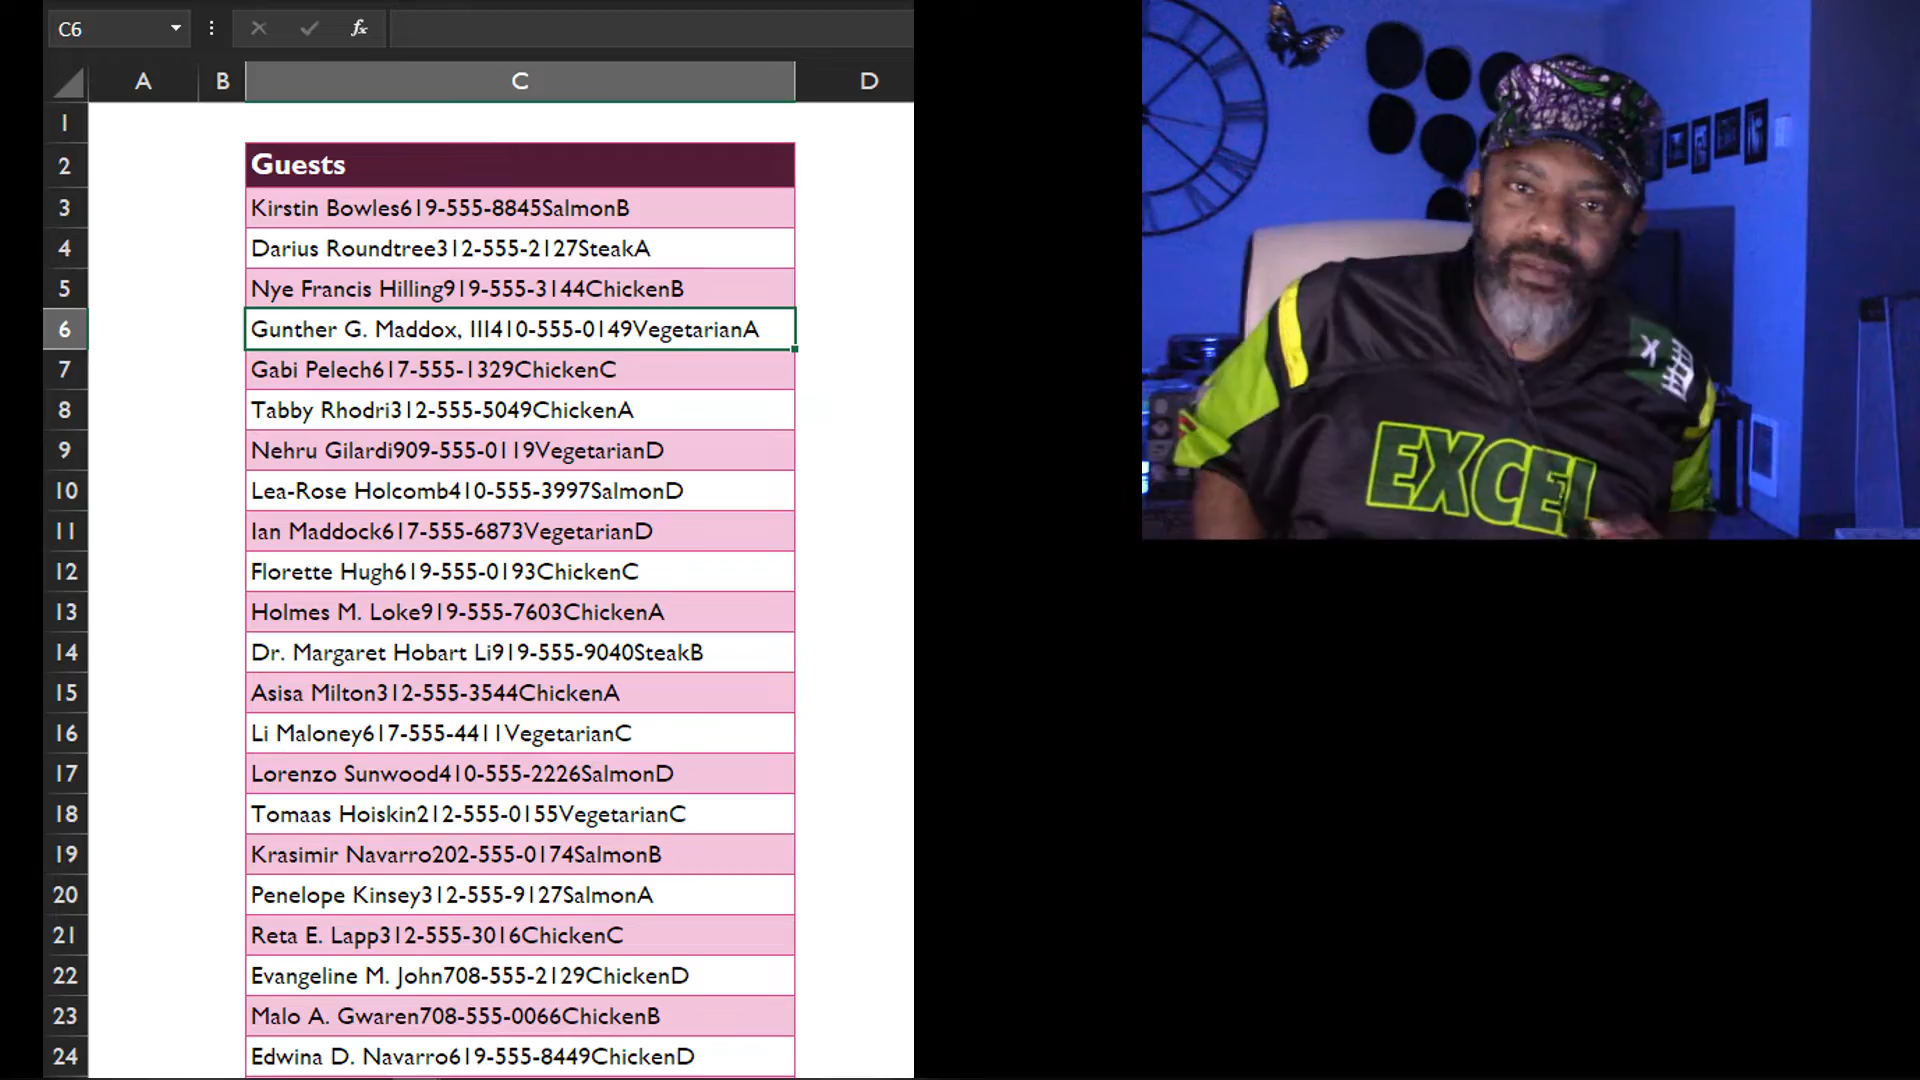 C6
fx
A B C D
1
2 Guests
3 Kirstin Bowles619-555-8845SalmonB
4 Darius Roundtree312-555-2127SteakA
5 Nye Francis Hilling919-555-3144ChickenB
6 Gunther G. Maddox, III410-555-0149VegetarianA
7 Gabi Pelech617-555-1329ChickenC
8 Tabby Rhodri312-555-5049ChickenA
9 Nehru Gilardi909-555-0119VegetarianD
10 Lea-Rose Holcomb410-555-3997SalmonD
11 Ian Maddock617-555-6873VegetarianD
12 Florette Hugh619-555-0193ChickenC
13 Holmes M. Loke919-555-7603ChickenA
14 Dr. Margaret Hobart Li919-555-9040SteakB
15 Asisa Milton312-555-3544ChickenA
16 Li Maloney617-555-4411VegetarianC
17 Lorenzo Sunwood410-555-2226SalmonD
18 Tomaas Hoiskin212-555-0155VegetarianC
19 Krasimir Navarro202-555-0174SalmonB
20 Penelope Kinsey312-555-9127SalmonA
21 Reta E. Lapp312-555-3016ChickenC
22 Evangeline M. John708-555-2129ChickenD
23 Malo A. Gwaren708-555-0066ChickenB
24 Edwina D. Navarro619-555-8449ChickenD
X
EXCEL